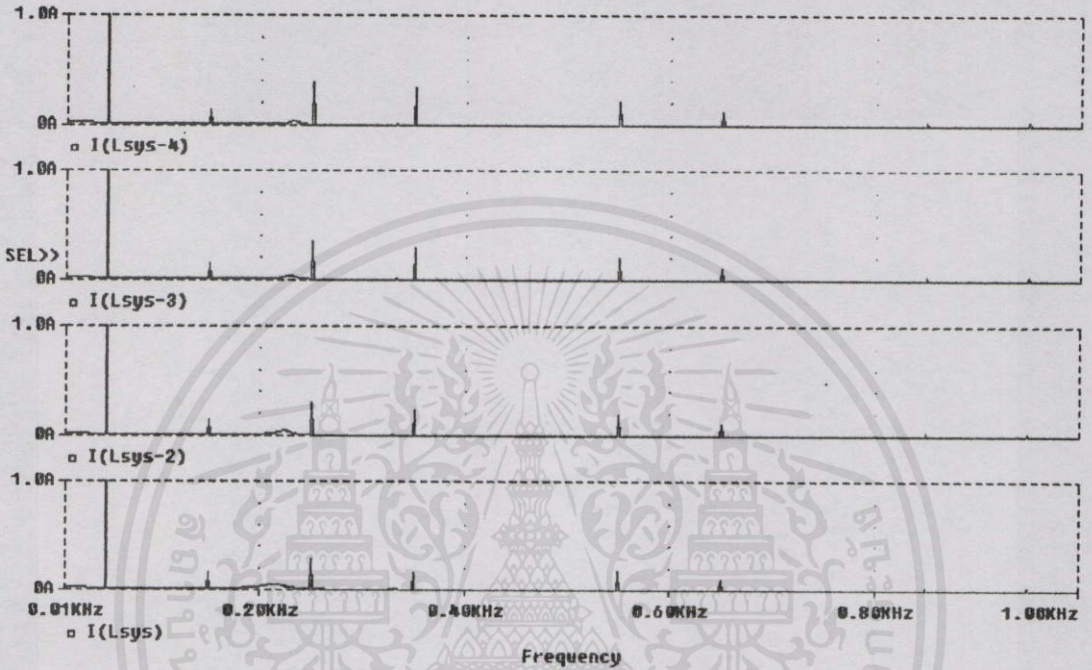 1.0A
0A
▫ I(Lsys-4)
1.0A
SEL>>
0A
▫ I(Lsys-3)
1.0A
0A
▫ I(Lsys-2)
1.0A
0A
0.01KHz 0.20KHz 0.40KHz 0.60KHz 0.80KHz 1.00KHz
▫ I(Lsys)
Frequency